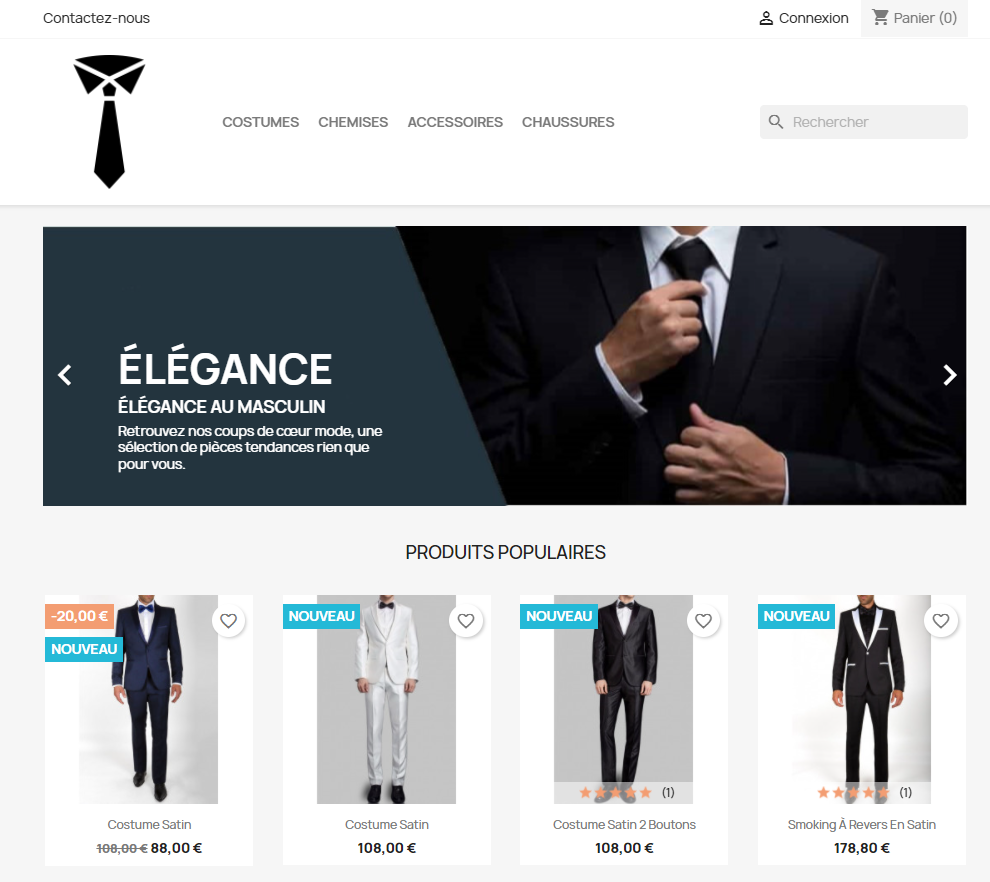 Contactez-nous
Connexion
Panier (0)
COSTUMES CHEMISES ACCESSOIRES CHAUSSURES
Rechercher
ÉLÉGANCE
ÉLÉGANCE AU MASCULIN
Retrouvez nos coups de cœur mode, une
sélection de pièces tendances rien que
pour vous.
PRODUITS POPULAIRES
-20,00 €
NOUVEAU
Costume Satin
108,00 € 88,00 €
NOUVEAU
Costume Satin
108,00 €
NOUVEAU
(1)
Costume Satin 2 Boutons
108,00 €
NOUVEAU
(1)
Smoking À Revers En Satin
178,80 €